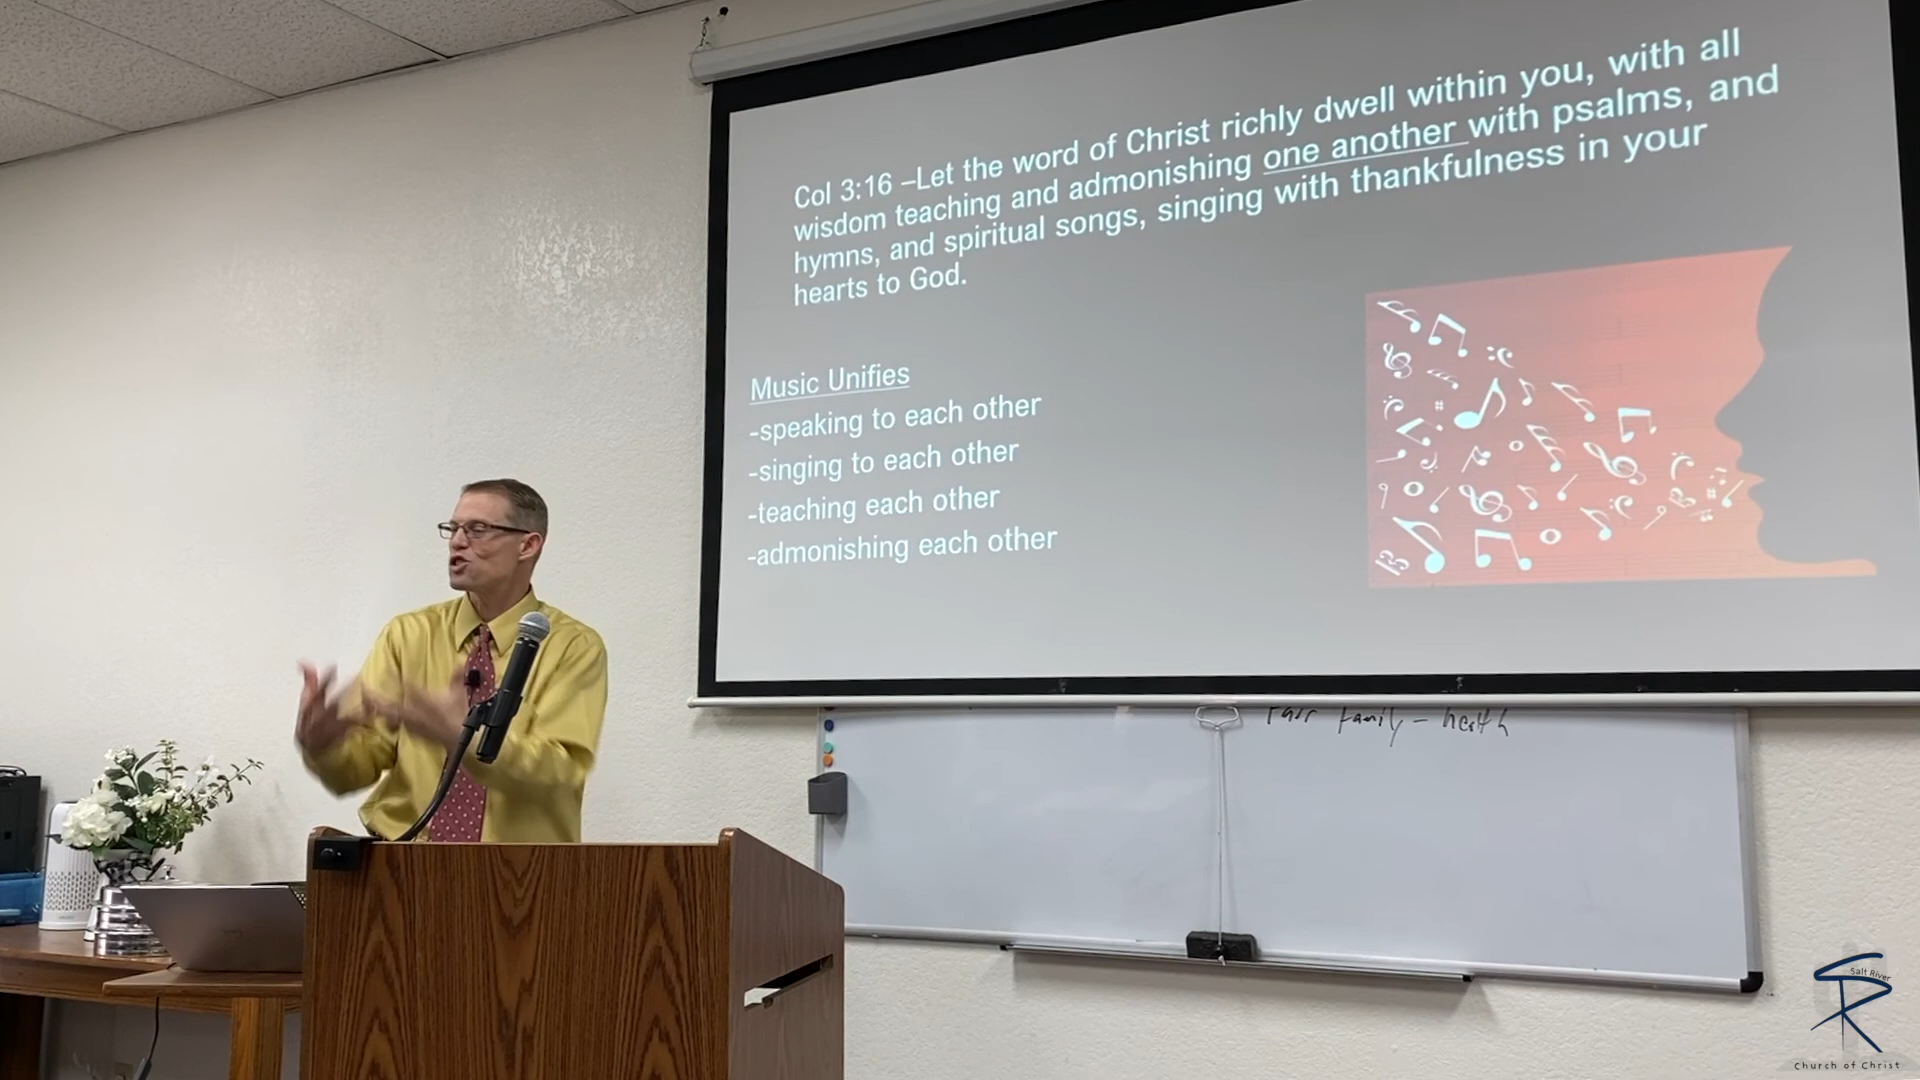 Col 3:16 –Let the word of Christ richly dwell within you, with all
wisdom teaching and admonishing one another with psalms, and
hymns, and spiritual songs, singing with thankfulness in your
hearts to God.
Music Unifies
-speaking to each other
-singing to each other
-teaching each other
-admonishing each other
family – health
Salt River
Church of Christ